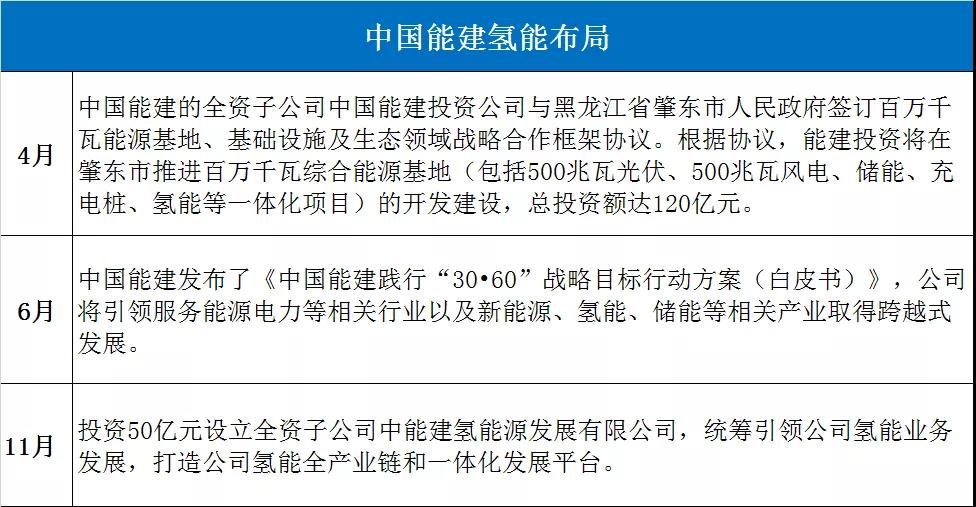 中国能建氢能布局
4月
中国能建的全资子公司中国能建投资公司与黑龙江省肇东市人民政府签订百万千
瓦能源基地、基础设施及生态领域战略合作框架协议。根据协议，能建投资将在
肇东市推进百万千瓦综合能源基地（包括500兆瓦光伏、500兆瓦风电、储能、充
电桩、氢能等一体化项目）的开发建设，总投资额达120亿元。
6月
中国能建发布了《中国能建践行“30•60”战略目标行动方案（白皮书）》，公司
将引领服务能源电力等相关行业以及新能源、氢能、储能等相关产业取得跨越式
发展。
11月
投资50亿元设立全资子公司中能建氢能源发展有限公司，统筹引领公司氢能业务
发展，打造公司氢能全产业链和一体化发展平台。